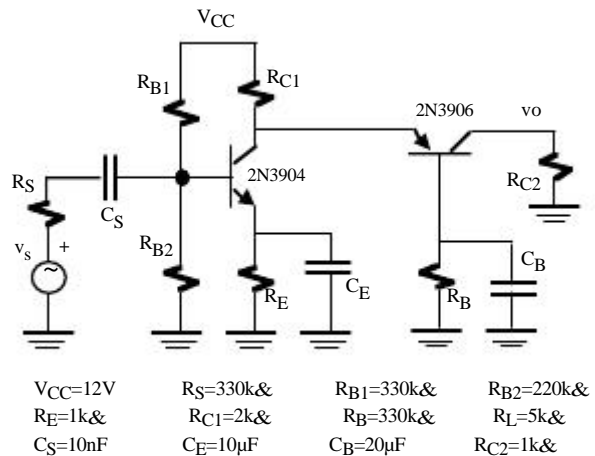 VCC
RB1
RC1
2N3906
vo
RS
2N3904
RC2
CS
vs
+
~
RB2
RE
CE
RB
CB
VCC=12V RS=330k& RB1=330k& RB2=220k&
RE=1k& RC1=2k& RB=330k& RL=5k&
CS=10nF CE=10µF CB=20µF RC2=1k&